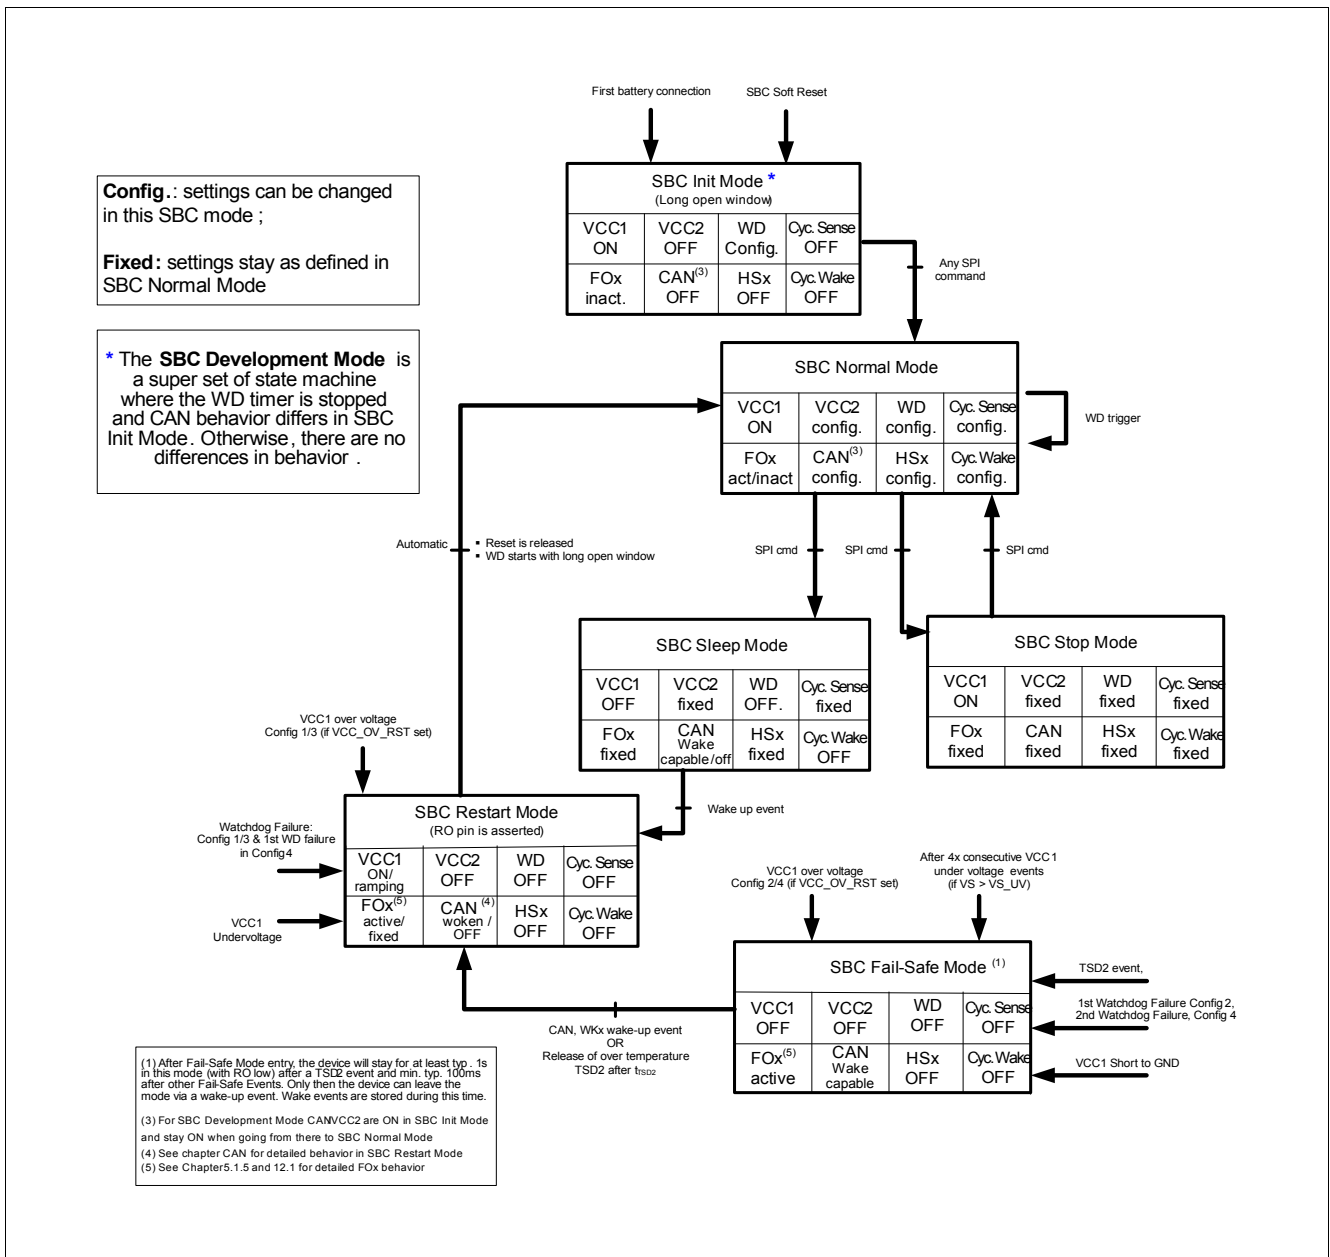 First battery connection
SBC Soft Reset
Config.: settings can be changed
in this SBC mode ;
Fixed: settings stay as defined in
SBC Normal Mode
* The SBC Development Mode is
a super set of state machine
where the WD timer is stopped
and CAN behavior differs in SBC
Init Mode. Otherwise, there are no
differences in behavior .
SBC Init Mode *
(Long open window)
VCC1
ON
VCC2
OFF
WD
Config.
Cyc. Sense
OFF
FOx
inact.
CAN(3)
OFF
HSx
OFF
Cyc. Wake
OFF
Any SPI
command
SBC Normal Mode
VCC1
ON
VCC2
config.
WD
config.
Cyc. Sense
config.
FOx
act/inact
CAN(3)
config.
HSx
config.
Cyc. Wake
config.
WD trigger
Automatic
▪ Reset is released
▪ WD starts with long open window
SPI cmd
SPI cmd
SPI cmd
SBC Sleep Mode
VCC1
OFF
VCC2
fixed
WD
OFF.
Cyc. Sense
fixed
FOx
fixed
CAN
Wake
capable/off
HSx
fixed
Cyc. Wake
OFF
SBC Stop Mode
VCC1
ON
VCC2
fixed
WD
fixed
Cyc. Sense
fixed
FOx
fixed
CAN
fixed
HSx
fixed
Cyc. Wake
fixed
VCC1 over voltage
Config 1/3 (if VCC_OV_RST set)
Wake up event
Watchdog Failure:
Config 1/3 & 1st WD failure
in Config4
VCC1
Undervoltage
SBC Restart Mode
(RO pin is asserted)
VCC1
ON/
ramping
VCC2
OFF
WD
OFF
Cyc. Sense
OFF
FOx(5)
active/
fixed
CAN(4)
woken /
OFF
HSx
OFF
Cyc. Wake
OFF
VCC1 over voltage
Config 2/4 (if VCC_OV_RST set)
After 4x consecutive VCC1
under voltage events
(if VS > VS_UV)
SBC Fail-Safe Mode (1)
VCC1
OFF
VCC2
OFF
WD
OFF
Cyc. Sense
OFF
FOx(5)
active
CAN
Wake
capable
HSx
OFF
Cyc. Wake
OFF
TSD2 event,
1st Watchdog Failure Config 2,
2nd Watchdog Failure, Config 4
VCC1 Short to GND
CAN, WKx wake-up event
OR
Release of over temperature
TSD2 after tTSD2
(1) After Fail-Safe Mode entry, the device will stay for at least typ. 1s
in this mode (with RO low) after a TSD2 event and min. typ. 100ms
after other Fail-Safe Events. Only then the device can leave the
mode via a wake-up event. Wake events are stored during this time.
(3) For SBC Development Mode CAN/VCC2 are ON in SBC Init Mode
and stay ON when going from there to SBC Normal Mode
(4) See chapter CAN for detailed behavior in SBC Restart Mode
(5) See Chapter 5.1.5 and 12.1 for detailed FOx behavior